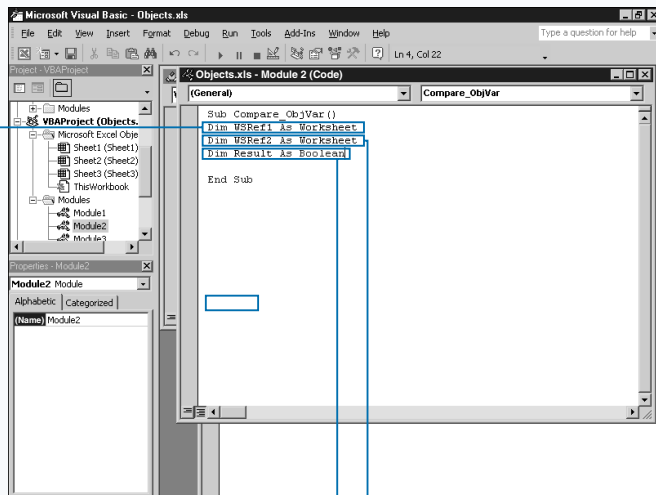 Microsoft Visual Basic - Objects.xls
File Edit View Insert Format Debug Run Tools Add-Ins Window Help
Type a question for help
Ln 4, Col 22
Project - VBAProject
Modules
VBAProject (Objects.
Microsoft Excel Obje
Sheet1 (Sheet1)
Sheet2 (Sheet2)
Sheet3 (Sheet3)
ThisWorkbook
Modules
Module1
Module2
Module3
Properties - Module2
Module2 Module
Alphabetic Categorized
(Name) Module2
Objects.xls - Module 2 (Code)
(General) Compare_ObjVar
Sub Compare_ObjVar()
Dim WSRef1 As Worksheet
Dim WSRef2 As Worksheet
Dim Result As Boolean
End Sub